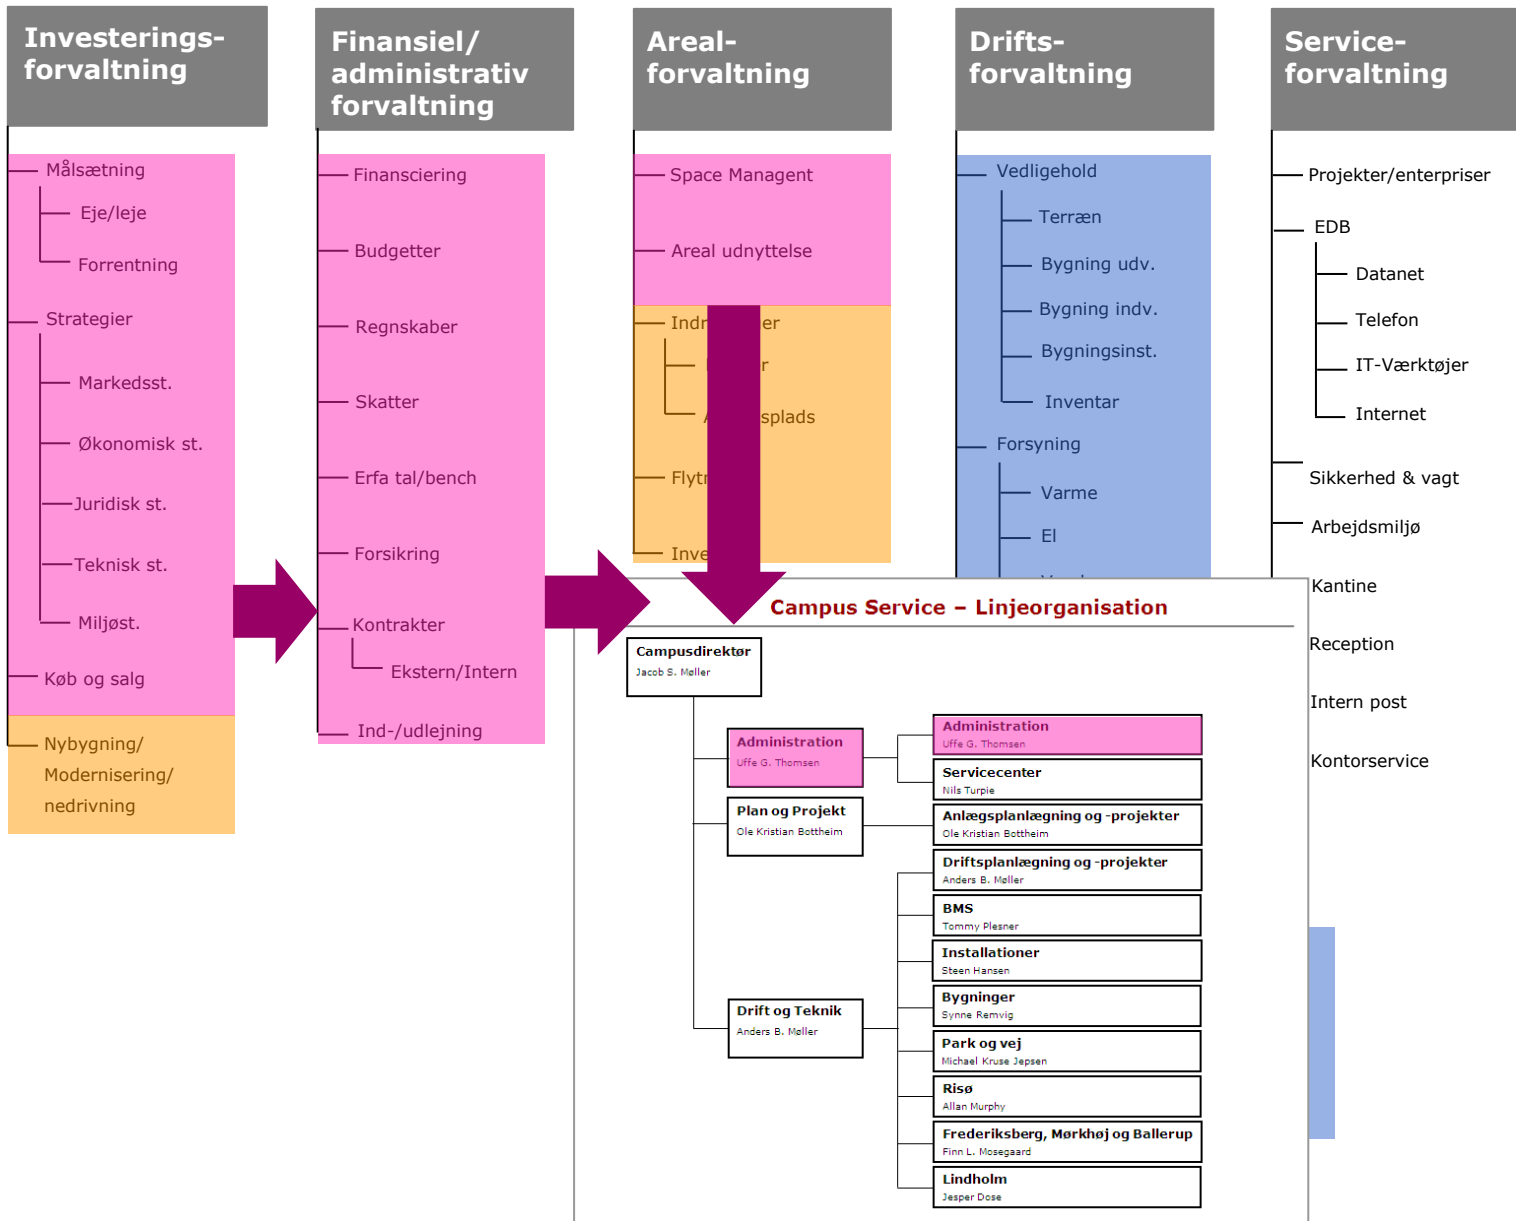 Investerings-
forvaltning
Målsætning
Eje/leje
Forrentning
Strategier
Markedsst.
Økonomisk st.
Juridisk st.
Teknisk st.
Miljøst.
Køb og salg
Nybygning/
Modernisering/
nedrivning
Finansiel/
administrativ
forvaltning
Finansciering
Budgetter
Regnskaber
Skatter
Erfa tal/bench
Forsikring
Kontrakter
Ekstern/Intern
Ind-/udlejning
Areal-
forvaltning
Space Managent
Areal udnyttelse
Drifts-
forvaltning
Vedligehold
Terræn
Bygning udv.
Bygning indv.
Bygningsinst.
Inventar
Forsyning
Varme
El
Service-
forvaltning
Projekter/enterpriser
EDB
Datanet
Telefon
IT-Værktøjer
Internet
Sikkerhed & vagt
Arbejdsmiljø
Kantine
Reception
Intern post
Kontorservice
Campus Service – Linjeorganisation
Campusdirektør
Jacob S. Møller
Administration
Uffe G. Thomsen
Administration
Uffe G. Thomsen
Servicecenter
Nils Turpie
Plan og Projekt
Ole Kristian Bottheim
Anlægsplanlægning og -projekter
Ole Kristian Bottheim
Drift og Teknik
Anders B. Møller
Driftsplanlægning og -projekter
Anders B. Møller
BMS
Tommy Plesner
Installationer
Steen Hansen
Bygninger
Synne Remvig
Park og vej
Michael Kruse Jepsen
Risø
Allan Murphy
Frederiksberg, Mørkhøj og Ballerup
Finn L. Mosegaard
Lindholm
Jesper Dose